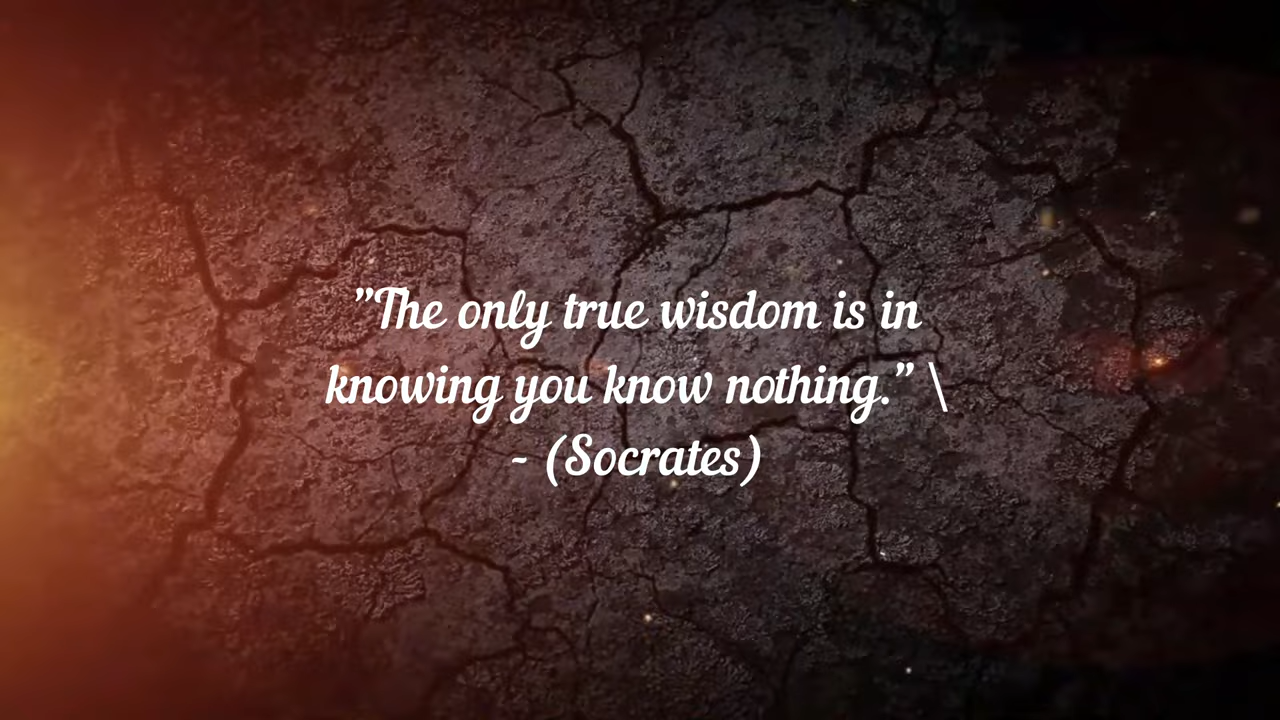 "The only true wisdom is in
knowing you know nothing." \
- (Socrates)